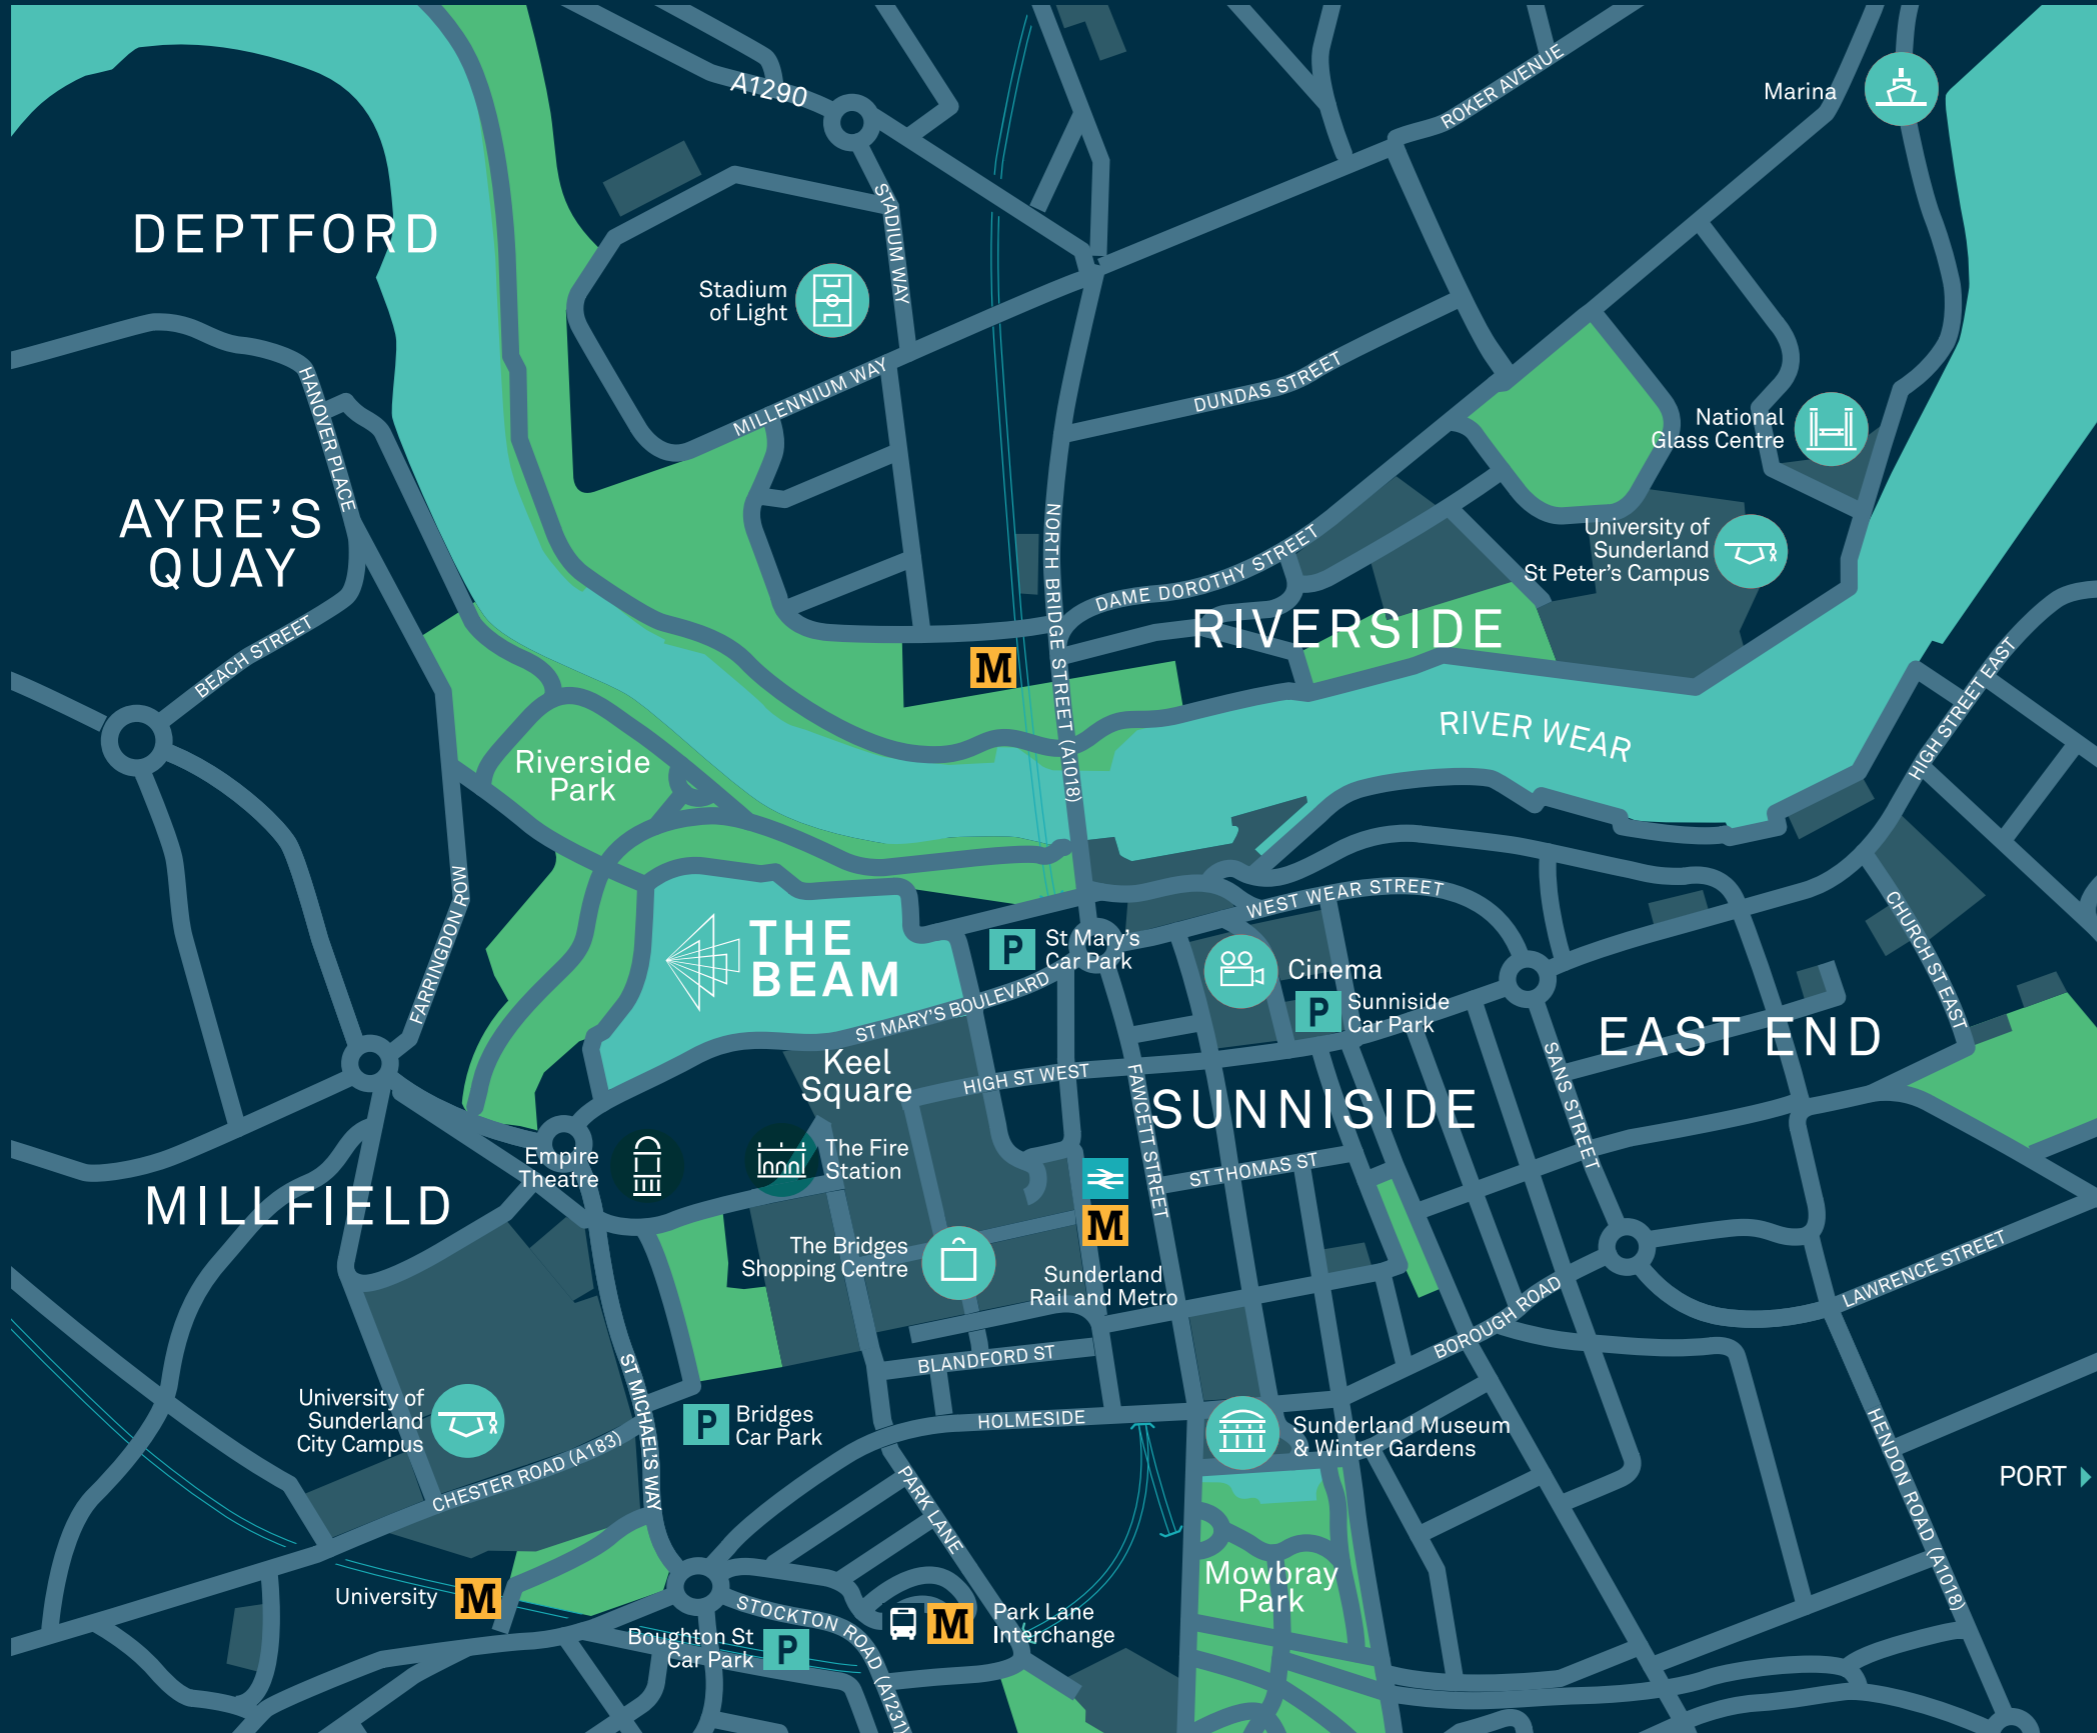 A1290
ROKER AVENUE
Marina
DEPTFORD
STADIUM WAY
Stadium
of Light
HANOVER PLACE
MILLENNIUM WAY
DUNDAS STREET
National
Glass Centre
AYRE'S
QUAY
NORTH BRIDGE STREET (A1018)
DAME DOROTHY STREET
University of
Sunderland
St Peter's Campus
BEACH STREET
RIVERSIDE
M
HIGH STREET EAST
RIVER WEAR
Riverside
Park
FARRINGDON ROW
WEST WEAR STREET
CHURCH ST EAST
THE
BEAM
P
St Mary's
Car Park
Cinema
P
Sunniside
Car Park
ST MARY'S BOULEVARD
EAST END
Keel
Square
HIGH ST WEST
FAWCETT STREET
SUNNISIDE
SANS STREET
Empire
Theatre
The Fire
Station
ST THOMAS ST
MILLFIELD
M
The Bridges
Shopping Centre
Sunderland
Rail and Metro
LAWRENCE STREET
BOROUGH ROAD
BLANDFORD ST
ST MICHAEL'S WAY
University of
Sunderland
City Campus
P
Bridges
Car Park
HOLMESIDE
Sunderland Museum
& Winter Gardens
HENDON ROAD (A1018)
CHESTER ROAD (A183)
PARK LANE
PORT
Mowbray
Park
University
M
STOCKTON ROAD (A1231)
M
Park Lane
Interchange
Boughton St
Car Park
P